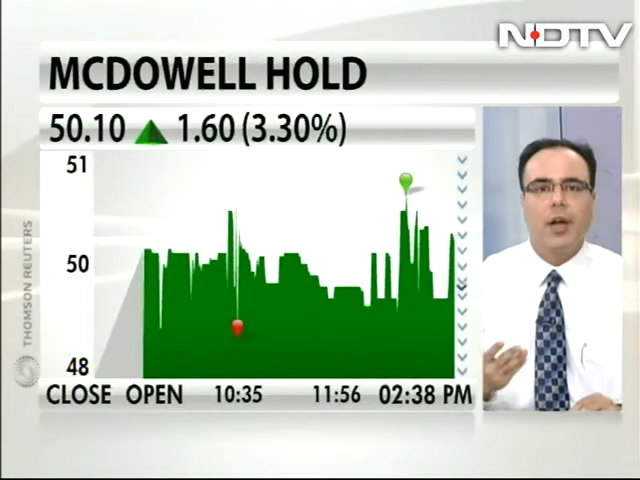 NDTV
MCDOWELL HOLD
50.10 1.60 (3.30%)
51
50
48
CLOSE OPEN 10:35 11:56 02:38 PM
THOMSON REUTERS